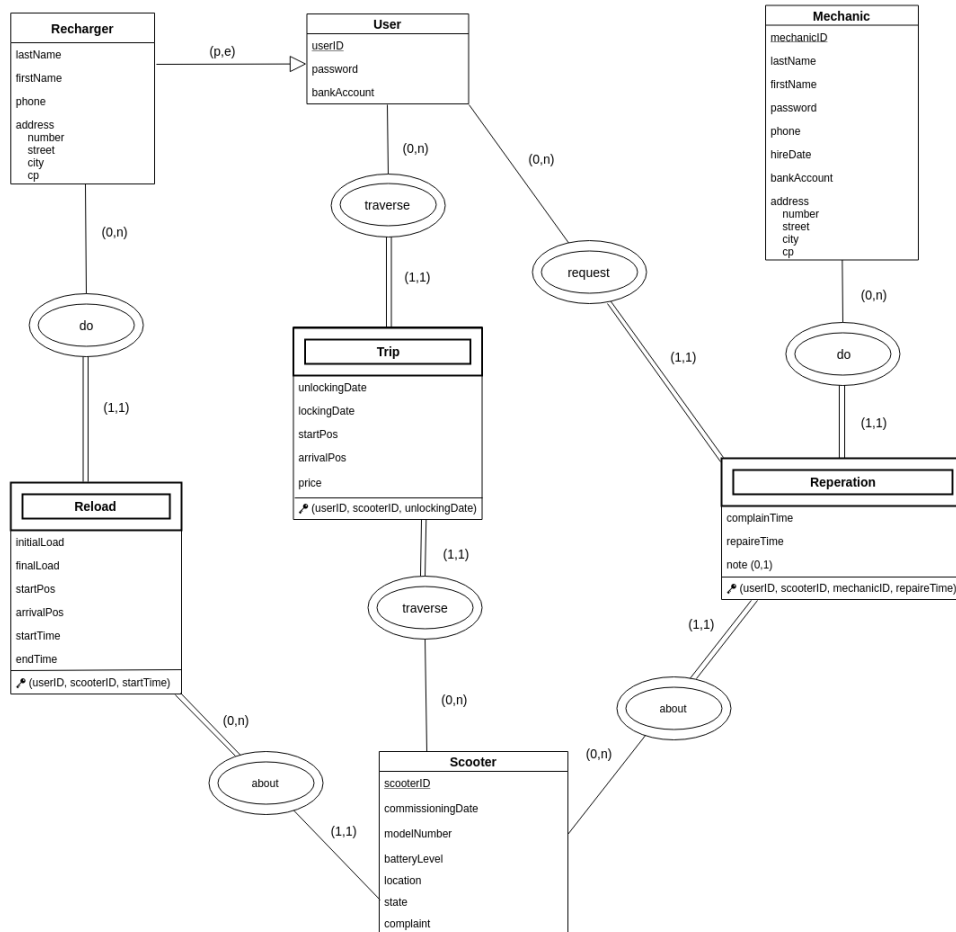 Recharger
lastName
firstName
phone
address
number
street
city
cp
(p,e)
User
userID
password
bankAccount
Mechanic
mechanicID
lastName
firstName
password
phone
hireDate
bankAccount
address
number
street
city
cp
(0,n)
do
(1,1)
(0,n)
traverse
(1,1)
(0,n)
request
(1,1)
(0,n)
do
(1,1)
Trip
unlockingDate
lockingDate
startPos
arrivalPos
price
(userID, scooterID, unlockingDate)
Reload
initialLoad
finalLoad
startPos
arrivalPos
startTime
endTime
(userID, scooterID, startTime)
Reperation
complainTime
repaireTime
note (0,1)
(userID, scooterID, mechanicID, repaireTime)
(1,1)
traverse
(0,n)
(0,n)
about
(1,1)
(1,1)
about
(0,n)
Scooter
scooterID
commissioningDate
modelNumber
batteryLevel
location
state
complaint